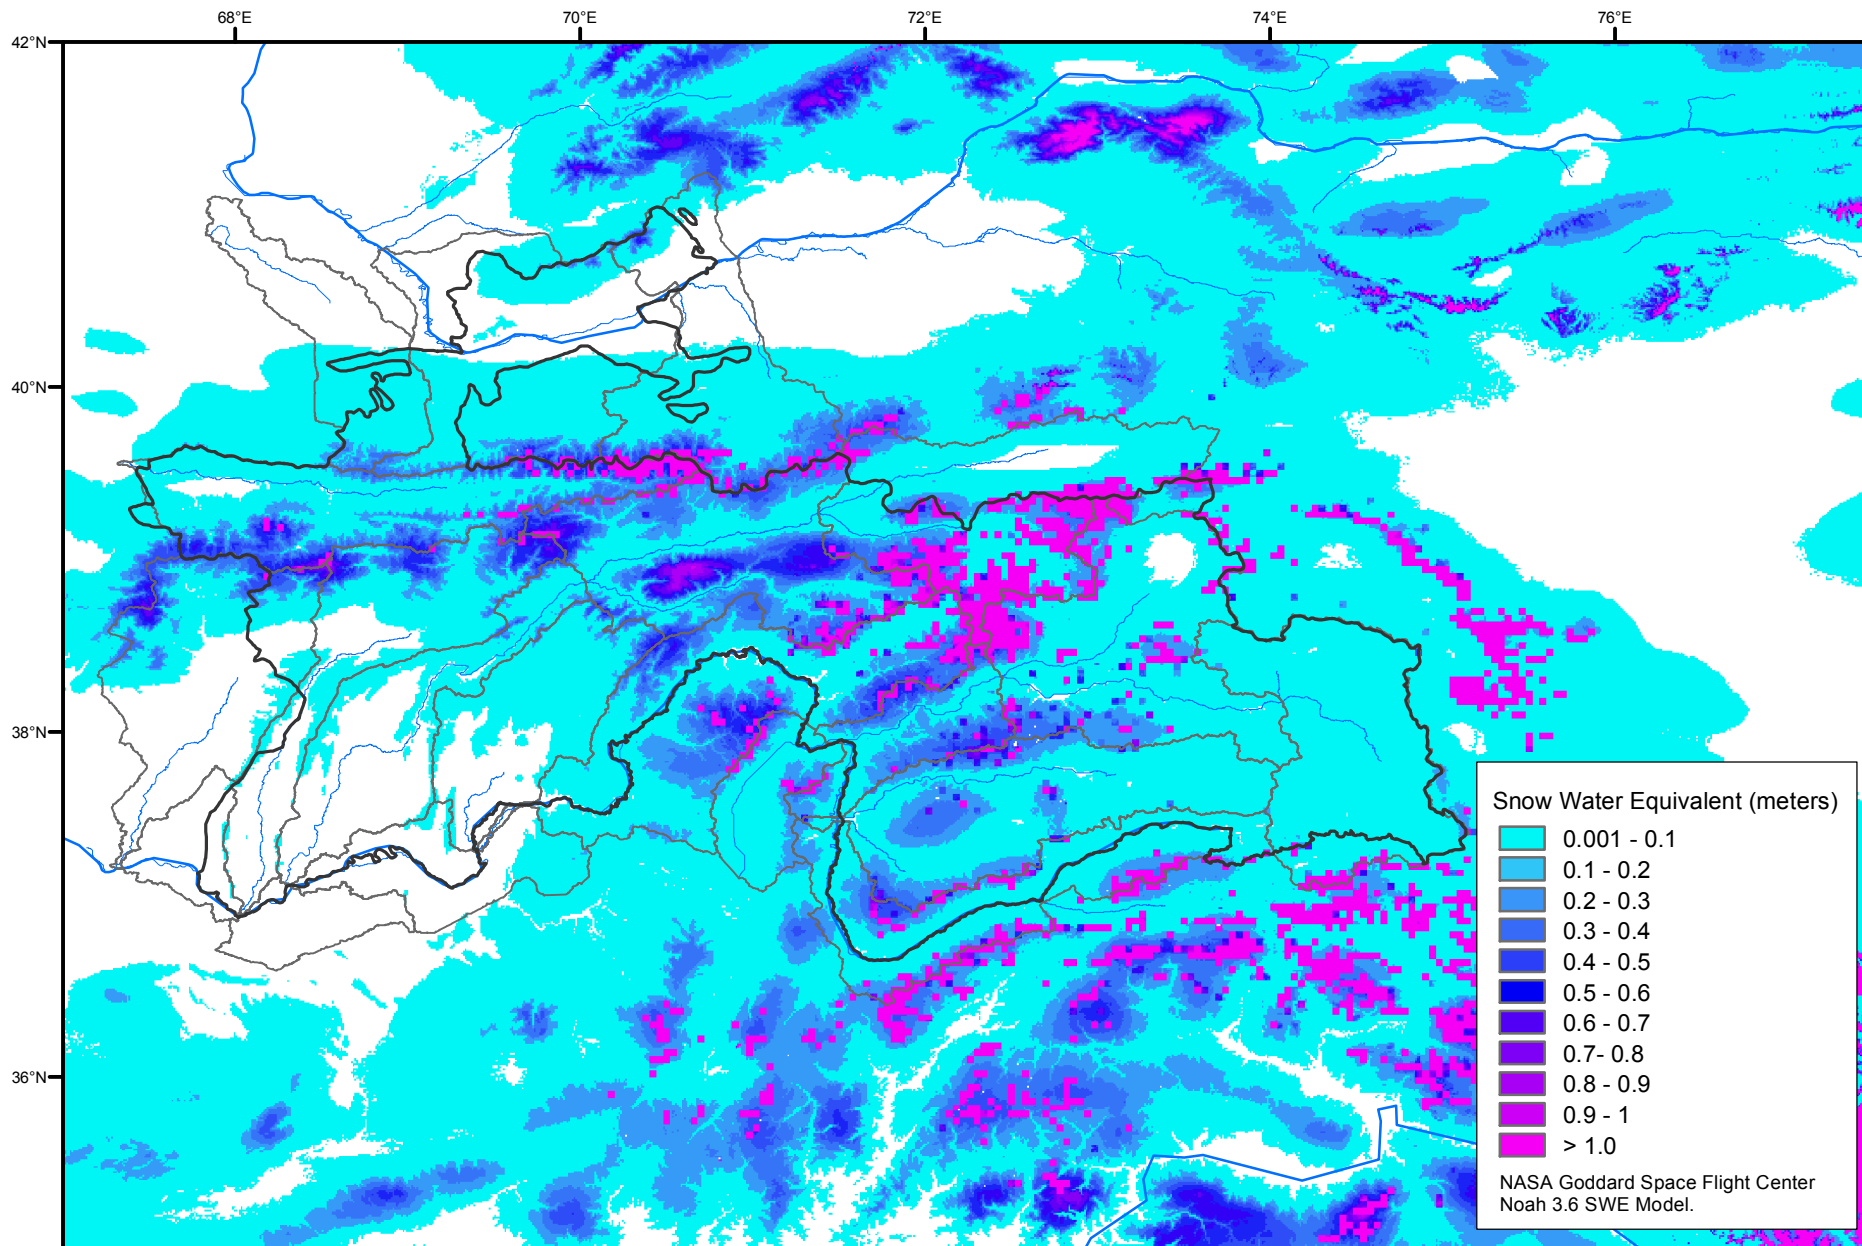 68°E 70°E 72°E 74°E 76°E
42°N
40°N
38°N
36°N
Snow Water Equivalent (meters)
0.001 - 0.1
0.1 - 0.2
0.2 - 0.3
0.3 - 0.4
0.4 - 0.5
0.5 - 0.6
0.6 - 0.7
0.7- 0.8
0.8 - 0.9
0.9 - 1
> 1.0
NASA Goddard Space Flight Center
Noah 3.6 SWE Model.